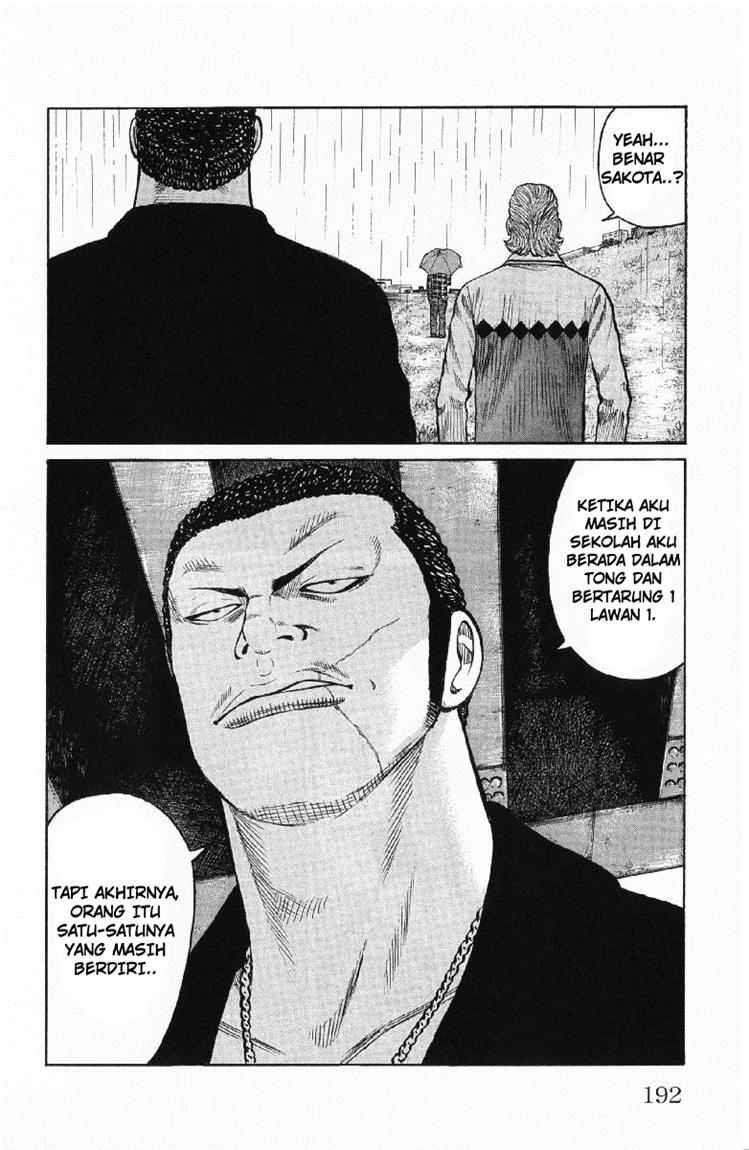 YEAH...
BENAR
SAKOTA..?
KETIKA AKU
MASIH DI
SEKOLAH AKU
BERADA DALAM
TONG DAN
BERTARUNG 1
LAWAN 1.
TAPI AKHIRNYA,
ORANG ITU
SATU-SATUNYA
YANG MASIH
BERDIRI..
192